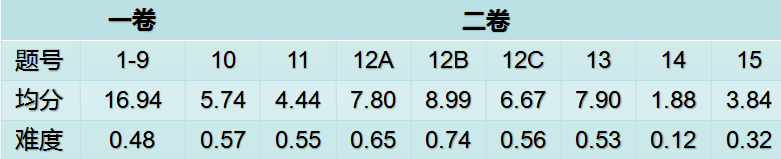 一卷 二卷
题号 1-9 10 11 12A 12B 12C 13 14 15
均分 16.94 5.74 4.44 7.80 8.99 6.67 7.90 1.88 3.84
难度 0.48 0.57 0.55 0.65 0.74 0.56 0.53 0.12 0.32